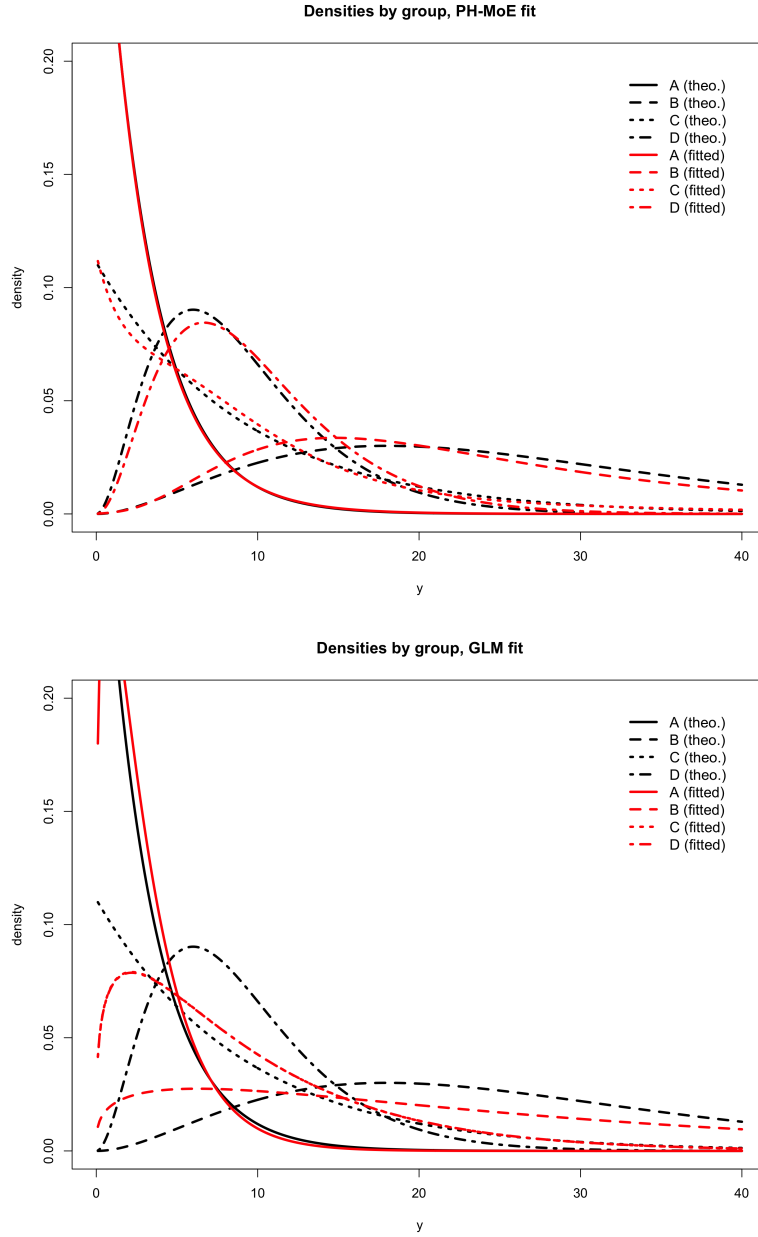 Densities by group, PH-MoE fit
0.20
0.15
0.10
0.05
0.00
density
A (theo.)
B (theo.)
C (theo.)
D (theo.)
A (fitted)
B (fitted)
C (fitted)
D (fitted)
0 10 20 30 40
y
Densities by group, GLM fit
0.20
0.15
0.10
0.05
0.00
density
A (theo.)
B (theo.)
C (theo.)
D (theo.)
A (fitted)
B (fitted)
C (fitted)
D (fitted)
0 10 20 30 40
y